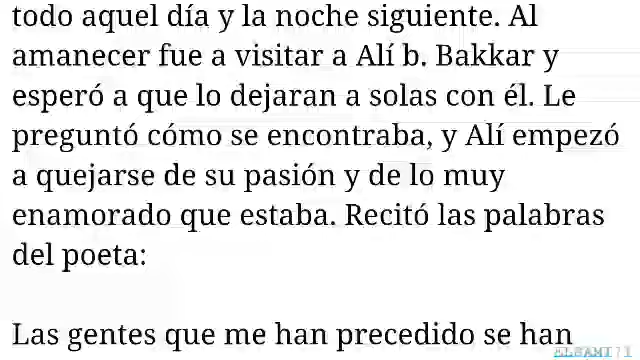 todo aquel día y la noche siguiente. Al
amanecer fue a visitar a Alí b. Bakkar y
esperó a que lo dejaran a solas con él. Le
preguntó cómo se encontraba, y Alí empezó
a quejarse de su pasión y de lo muy
enamorado que estaba. Recitó las palabras
del poeta:
Las gentes que me han precedido se han